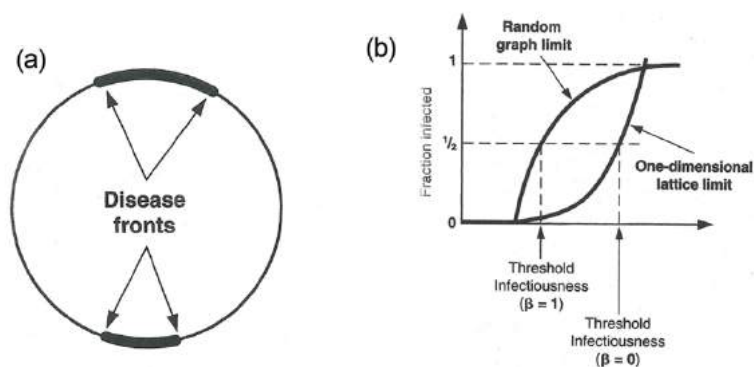 (a)
Disease
fronts
(b)
Fraction infected
1
1/2
0
Random
graph limit
One-dimensional
lattice limit
Threshold
Infectiousness
(β = 1)
Threshold
Infectiousness
(β = 0)